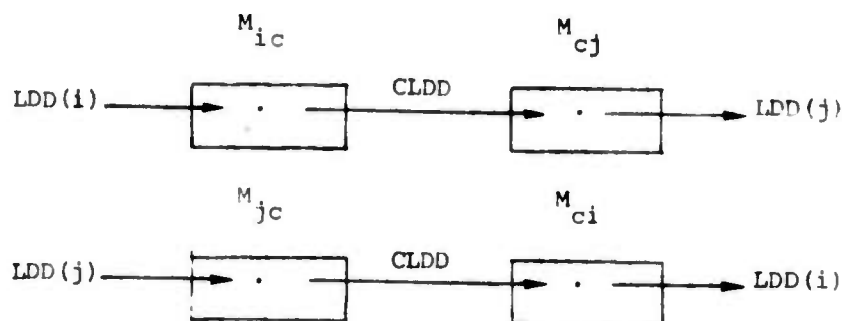 M_ic M_cj
LDD(i) CLDD LDD(j)
M_jc M_ci
LDD(j) CLDD LDD(i)